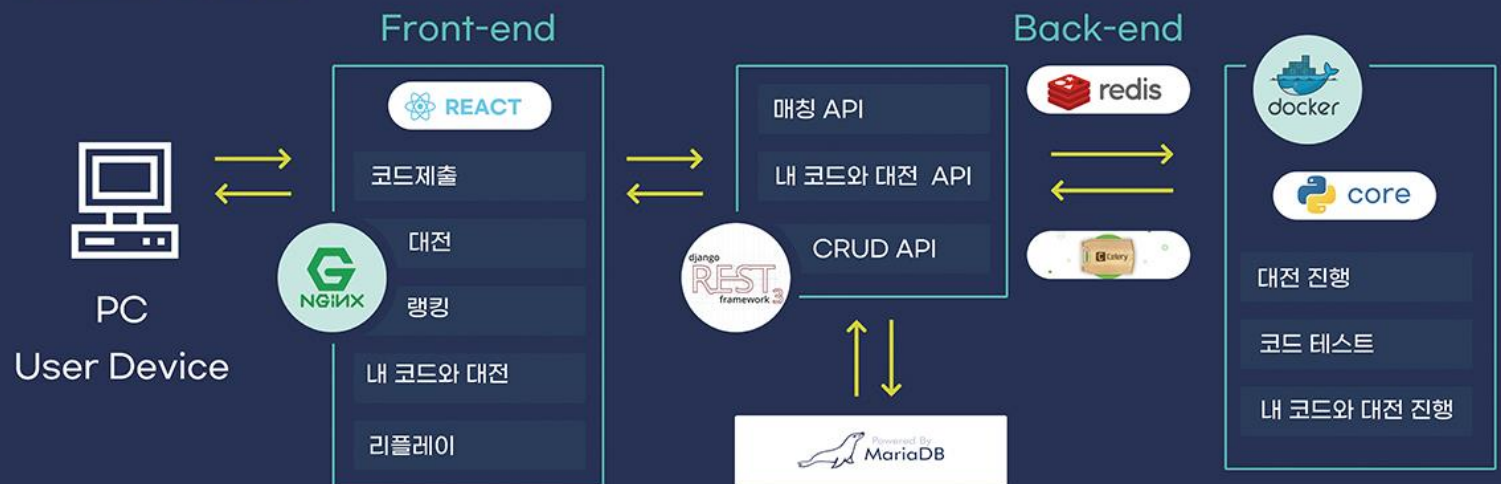 Front-end
Back-end
REACT
코드제출
대전
랭킹
내 코드와 대전
리플레이
NGiNX
PC
User Device
매칭 API
내 코드와 대전 API
CRUD API
django
REST
framework
Powered By
MariaDB
redis
Celery
docker
core
대전 진행
코드 테스트
내 코드와 대전 진행